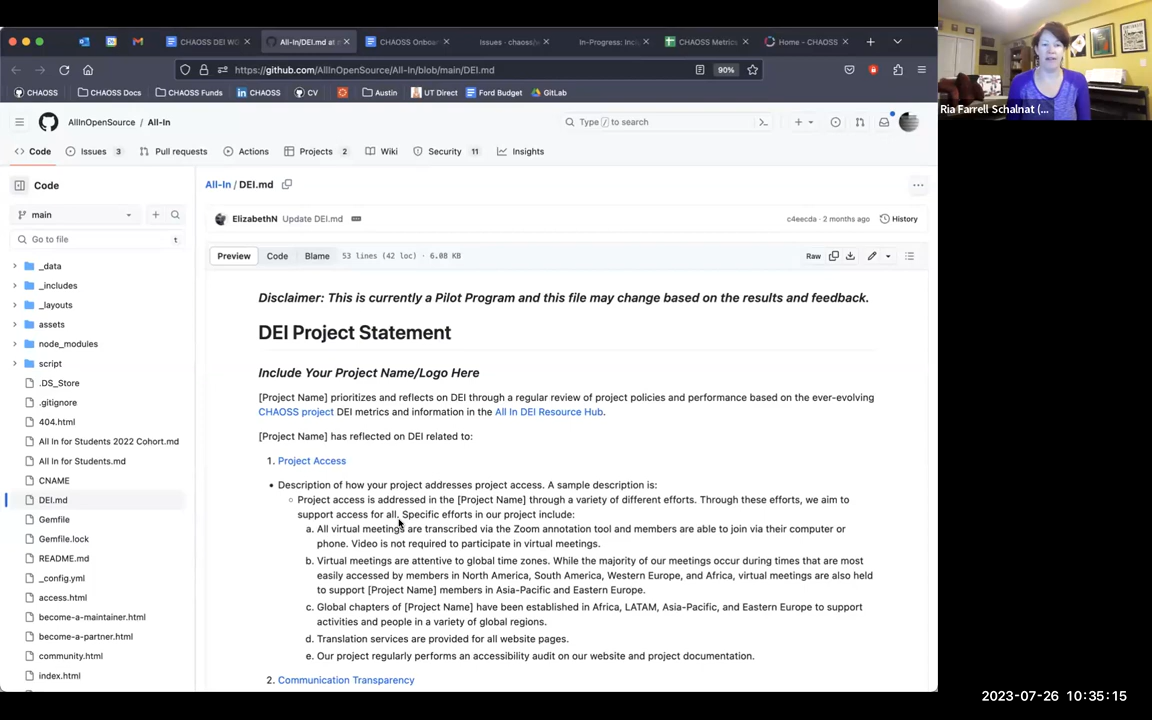 CHAOSS DEI WO
All-In/DEI.md at
CHAOSS Onboa
Issues · chaoss/w
In-Progress: Incl
CHAOSS Metrics
Home - CHAOSS
https://github.com/AllInOpenSource/All-In/blob/main/DEI.md
90%
CHAOSS
CHAOSS Docs
CHAOSS Funds
CHAOSS
CV
Austin
UT Direct
Ford Budget
GitLab
Ria Farrell Schalnat (...
AllInOpenSource / All-In
Type / to search
Code
Issues 3
Pull requests
Actions
Projects 2
Wiki
Security 11
Insights
Code
main
Go to file t
_data
_includes
_layouts
assets
node_modules
script
.DS_Store
.gitignore
404.html
All In for Students 2022 Cohort.md
All In for Students.md
CNAME
DEI.md
Gemfile
Gemfile.lock
README.md
_config.yml
access.html
become-a-maintainer.html
become-a-partner.html
community.html
index.html
All-In / DEI.md
ElizabethN Update DEI.md
c4eecda · 2 months ago
History
Preview
Code
Blame
53 lines (42 loc) · 6.08 KB
Raw
Disclaimer: This is currently a Pilot Program and this file may change based on the results and feedback.
DEI Project Statement
Include Your Project Name/Logo Here
[Project Name] prioritizes and reflects on DEI through a regular review of project policies and performance based on the ever-evolving
CHAOSS project DEI metrics and information in the All In DEI Resource Hub.
[Project Name] has reflected on DEI related to:
1. Project Access
• Description of how your project addresses project access. A sample description is:
○ Project access is addressed in the [Project Name] through a variety of different efforts. Through these efforts, we aim to
support access for all. Specific efforts in our project include:
a. All virtual meetings are transcribed via the Zoom annotation tool and members are able to join via their computer or
phone. Video is not required to participate in virtual meetings.
b. Virtual meetings are attentive to global time zones. While the majority of our meetings occur during times that are most
easily accessed by members in North America, South America, Western Europe, and Africa, virtual meetings are also held
to support [Project Name] members in Asia-Pacific and Eastern Europe.
c. Global chapters of [Project Name] have been established in Africa, LATAM, Asia-Pacific, and Eastern Europe to support
activities and people in a variety of global regions.
d. Translation services are provided for all website pages.
e. Our project regularly performs an accessibility audit on our website and project documentation.
2. Communication Transparency
2023-07-26 10:35:15